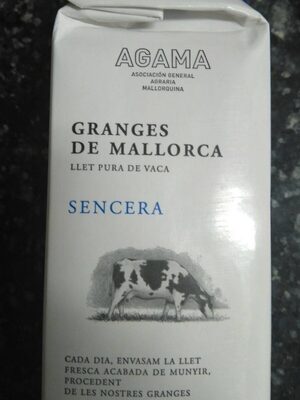 AGAMA
ASOCIACIÓN GENERAL
AGRARIA
MALLORQUINA
GRANGES
DE MALLORCA
LLET PURA DE VACA
SENCERA
CADA DIA, ENVASAM LA LLET
FRESCA ACABADA DE MUNYIR,
PROCEDENT
DE LES NOSTRES GRANGES